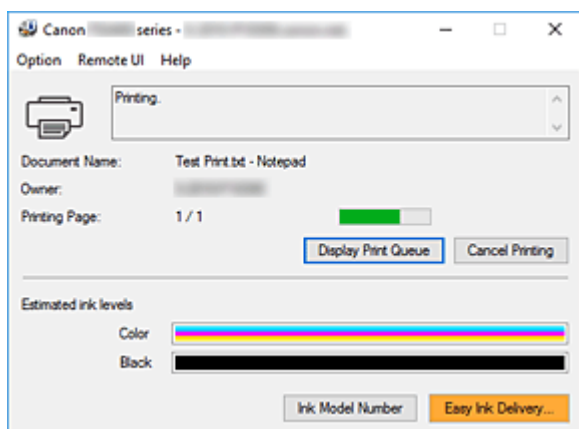 Canon series -
Option Remote UI Help
Printing.
Document Name: Test Print.txt - Notepad
Owner:
Printing Page: 1 / 1
Display Print Queue Cancel Printing
Estimated ink levels
Color
Black
Ink Model Number Easy Ink Delivery...